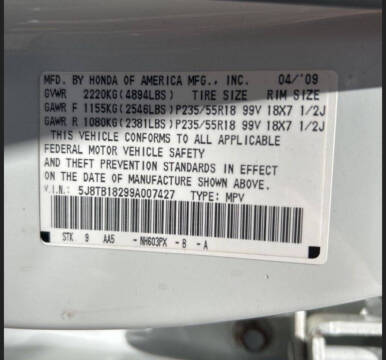 MFD. BY HONDA OF AMERICA MFG., INC. 04/'09
GVWR 2220KG(4894LBS) TIRE SIZE RIM SIZE
GAWR F 1155KG(2546LBS)P235/55R18 99V 18X7 1/2J
GAWR R 1080KG(2381LBS)P235/55R18 99V 18X7 1/2J
THIS VEHICLE CONFORMS TO ALL APPLICABLE
FEDERAL MOTOR VEHICLE SAFETY
AND THEFT PREVENTION STANDARDS IN EFFECT
ON THE DATE OF MANUFACTURE SHOWN ABOVE.
V.I.N.: 5J8TB18299A007427 TYPE: MPV
STK 9 AA5 -NH603PX -B -A